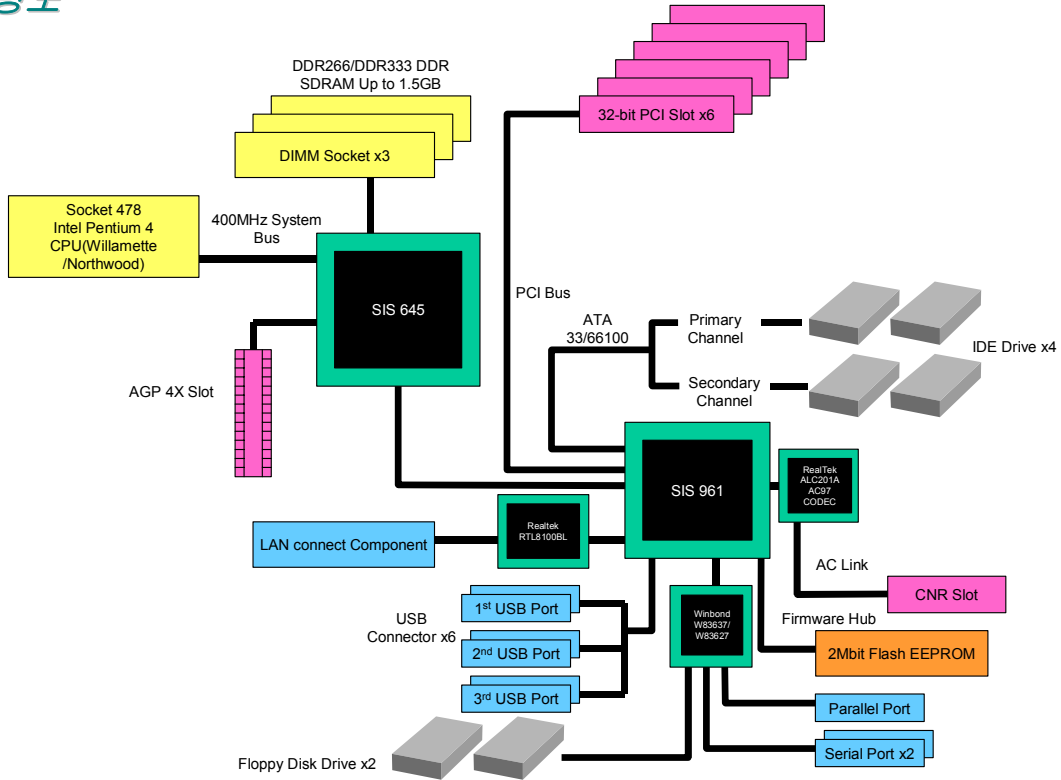 DDR266/DDR333 DDR
SDRAM Up to 1.5GB
32-bit PCI Slot x6
DIMM Socket x3
Socket 478
Intel Pentium 4
CPU(Willamette
/Northwood)
400MHz System
Bus
SIS 645
PCI Bus
ATA
33/66100
Primary
Channel
IDE Drive x4
Secondary
Channel
AGP 4X Slot
SIS 961
RealTek
ALC201A
AC97
CODEC
Realtek
RTL8100BL
LAN connect Component
AC Link
CNR Slot
USB
Connector x6
1st USB Port
2nd USB Port
3rd USB Port
Winbond
W83637/
W83627
Firmware Hub
2Mbit Flash EEPROM
Parallel Port
Serial Port x2
Floppy Disk Drive x2